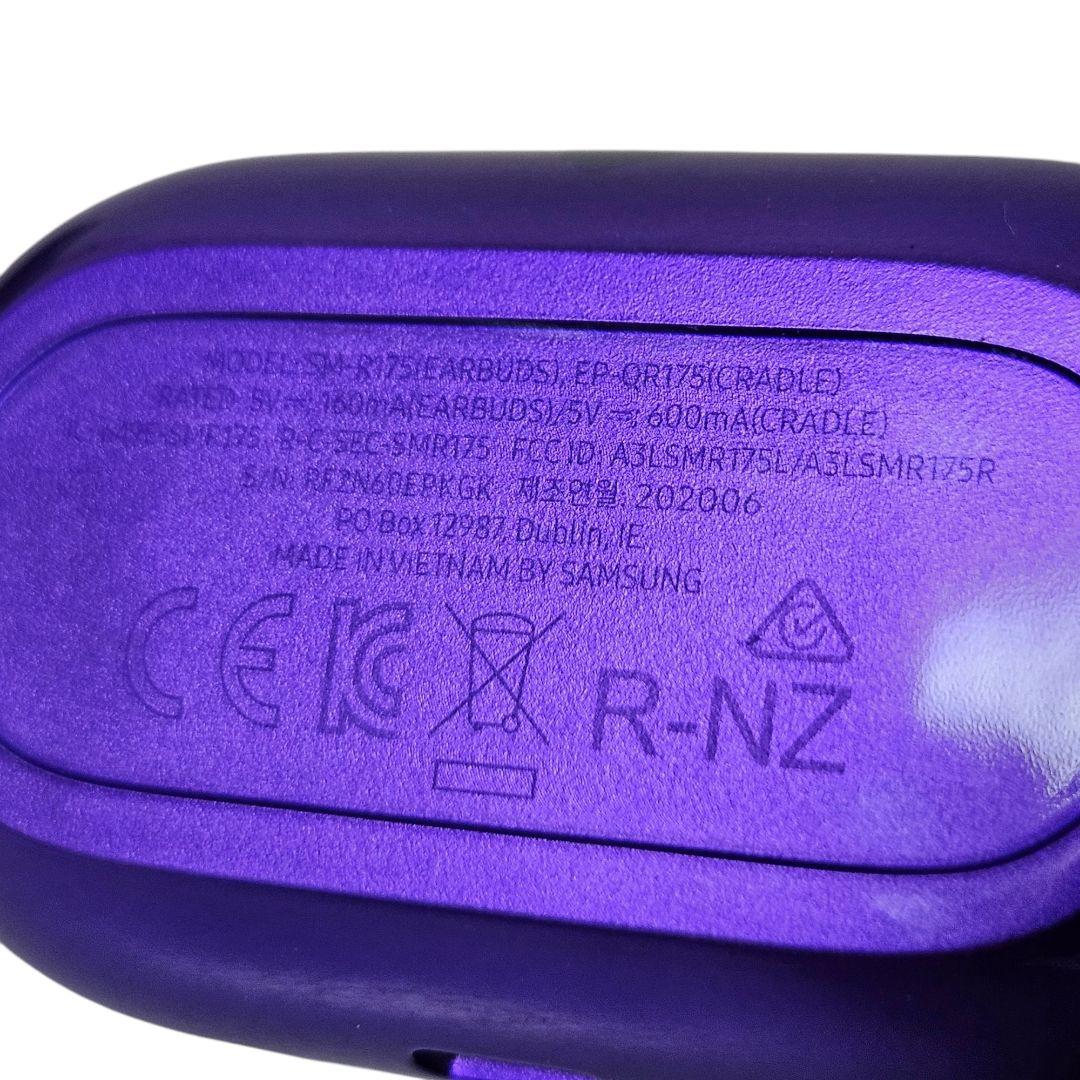 MODEL: SM-R175(EARBUDS), EP-QR175(CRADLE)
RATED 5V ⎓ 160mA(EARBUDS)/5V ⎓ 600mA(CRADLE)
R-C-SEC-SMR175 FCC ID: A3LSMR175L/A3LSMR175R
S/N: RF2N60EPKGK 제조연월 202006
PO Box 12987, Dublin, IE
MADE IN VIETNAM BY SAMSUNG
CE
R-NZ